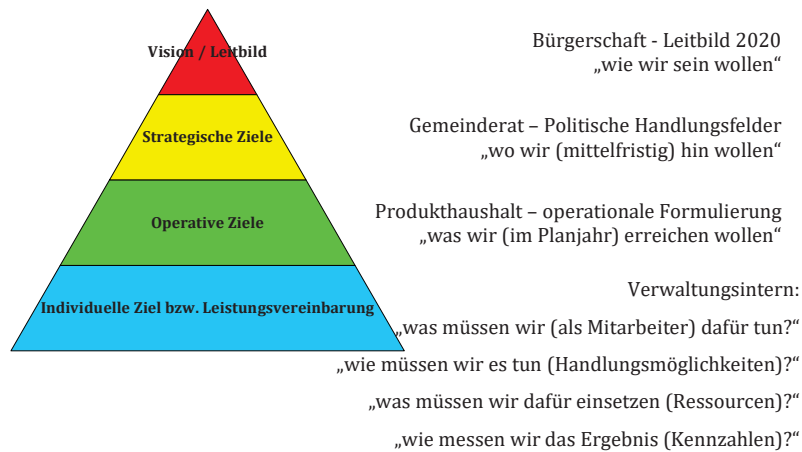 Vision / Leitbild
Bürgerschaft - Leitbild 2020
„wie wir sein wollen“
Strategische Ziele
Gemeinderat – Politische Handlungsfelder
„wo wir (mittelfristig) hin wollen“
Operative Ziele
Produkthaushalt – operationale Formulierung
„was wir (im Planjahr) erreichen wollen“
Individuelle Ziel bzw. Leistungsvereinbarung
Verwaltungsintern:
„was müssen wir (als Mitarbeiter) dafür tun?“
„wie müssen wir es tun (Handlungsmöglichkeiten)?“
„was müssen wir dafür einsetzen (Ressourcen)?“
„wie messen wir das Ergebnis (Kennzahlen)?“